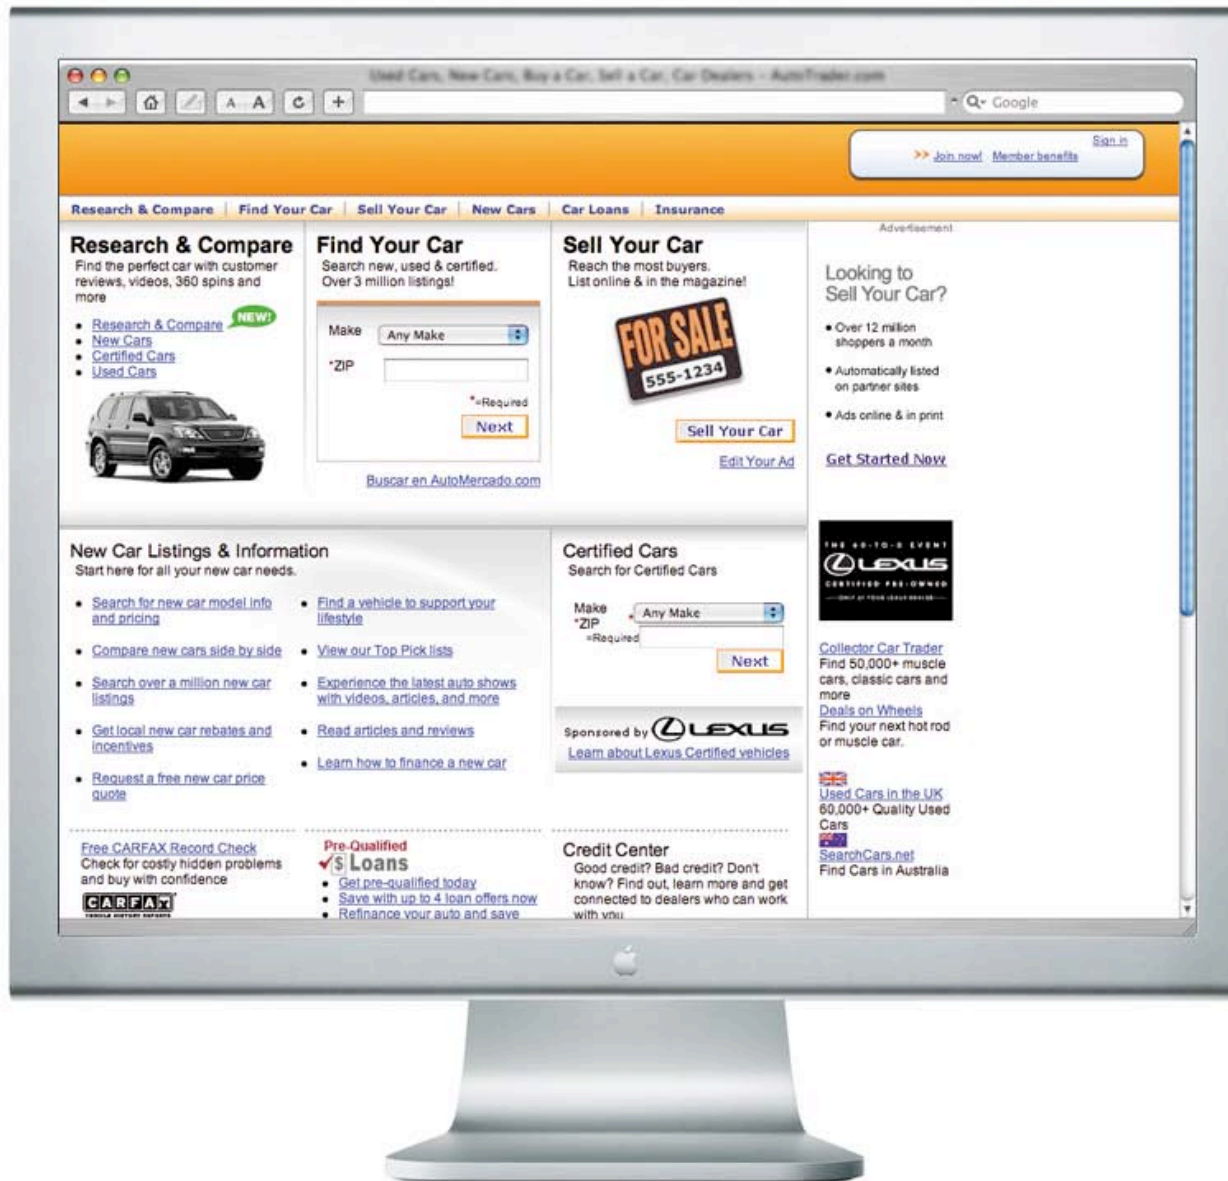 Used Cars, New Cars, Buy a Car, Sell a Car, Car Dealers - AutoTrader.com
A A
Google
Sign in
>> Join now! Member benefits
Research & Compare | Find Your Car | Sell Your Car | New Cars | Car Loans | Insurance
Research & Compare
Find the perfect car with customer
reviews, videos, 360 spins and
more
• Research & Compare NEW!
• New Cars
• Certified Cars
• Used Cars
Find Your Car
Search new, used & certified.
Over 3 million listings!
Make Any Make
*ZIP
*=Required
Next
Buscar en AutoMercado.com
Sell Your Car
Reach the most buyers.
List online & in the magazine!
FOR SALE
555-1234
Sell Your Car
Edit Your Ad
Advertisement
Looking to
Sell Your Car?
• Over 12 million
shoppers a month
• Automatically listed
on partner sites
• Ads online & in print
Get Started Now
New Car Listings & Information
Start here for all your new car needs.
• Search for new car model info
and pricing
• Compare new cars side by side
• Search over a million new car
listings
• Get local new car rebates and
incentives
• Request a free new car price
quote
• Find a vehicle to support your
lifestyle
• View our Top Pick lists
• Experience the latest auto shows
with videos, articles, and more
• Read articles and reviews
• Learn how to finance a new car
Certified Cars
Search for Certified Cars
Make Any Make
*ZIP *
=Required
Next
Sponsored by LEXUS
Learn about Lexus Certified vehicles
THE 60-TO-0 EVENT
LEXUS
CERTIFIED PRE-OWNED
ONLY AT YOUR LEXUS DEALER
Collector Car Trader
Find 50,000+ muscle
cars, classic cars and
more
Deals on Wheels
Find your next hot rod
or muscle car.
Used Cars in the UK
60,000+ Quality Used
Cars
SearchCars.net
Find Cars in Australia
Free CARFAX Record Check
Check for costly hidden problems
and buy with confidence
CARFAX
VEHICLE HISTORY REPORTS
Pre-Qualified
$ Loans
• Get pre-qualified today
• Save with up to 4 loan offers now
• Refinance your auto and save
Credit Center
Good credit? Bad credit? Don't
know? Find out, learn more and get
connected to dealers who can work
with you